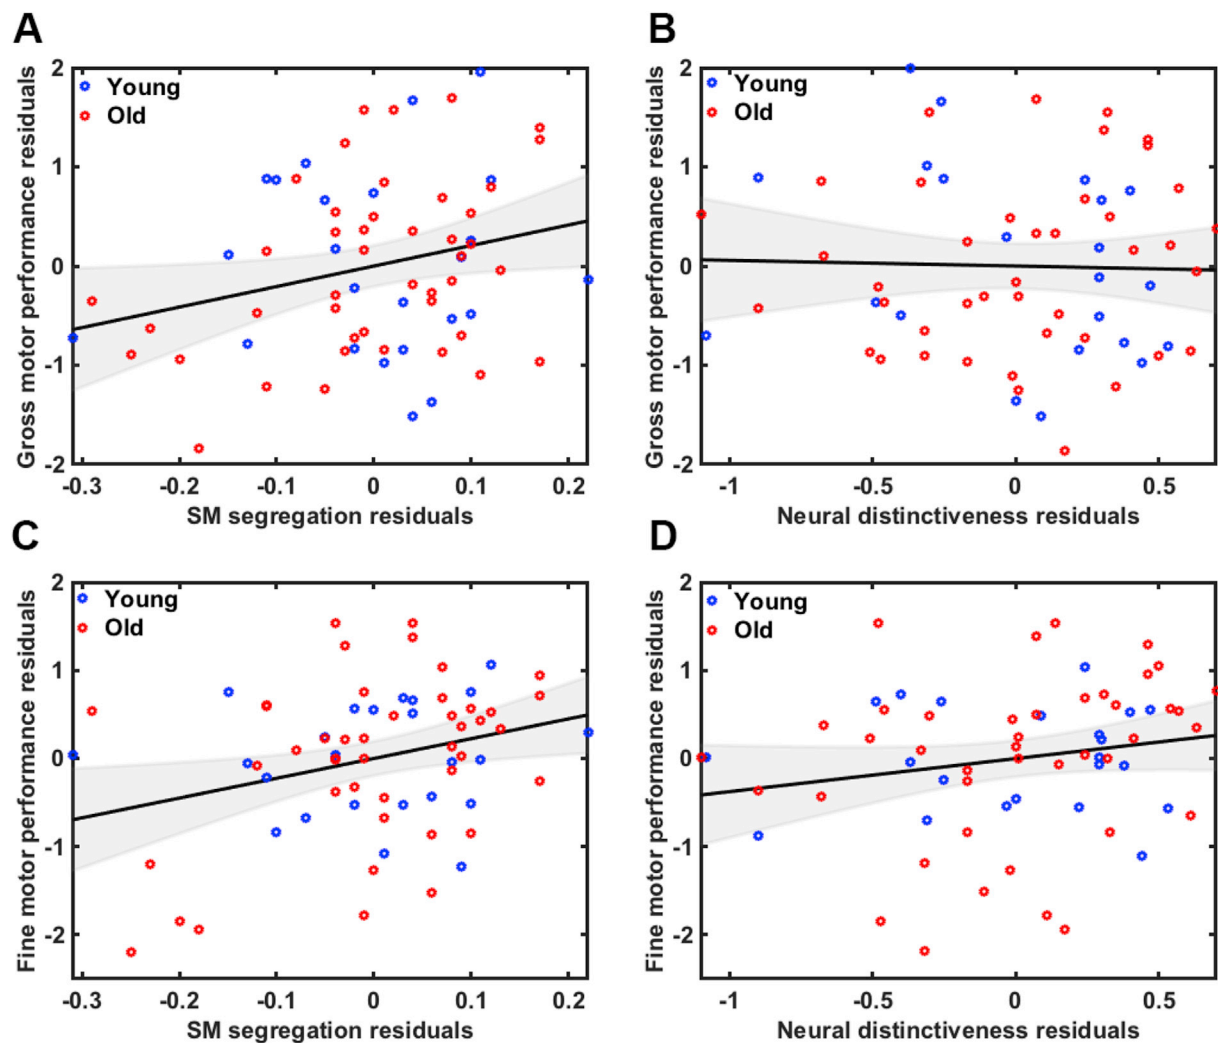 A
Gross motor performance residuals
Young
Old
2
1
0
-1
-2
-0.3 -0.2 -0.1 0 0.1 0.2
SM segregation residuals
B
Gross motor performance residuals
Young
Old
2
1
0
-1
-2
-1 -0.5 0 0.5
Neural distinctiveness residuals
C
Fine motor performance residuals
Young
Old
2
1
0
-1
-2
-0.3 -0.2 -0.1 0 0.1 0.2
SM segregation residuals
D
Fine motor performance residuals
Young
Old
2
1
0
-1
-2
-1 -0.5 0 0.5
Neural distinctiveness residuals